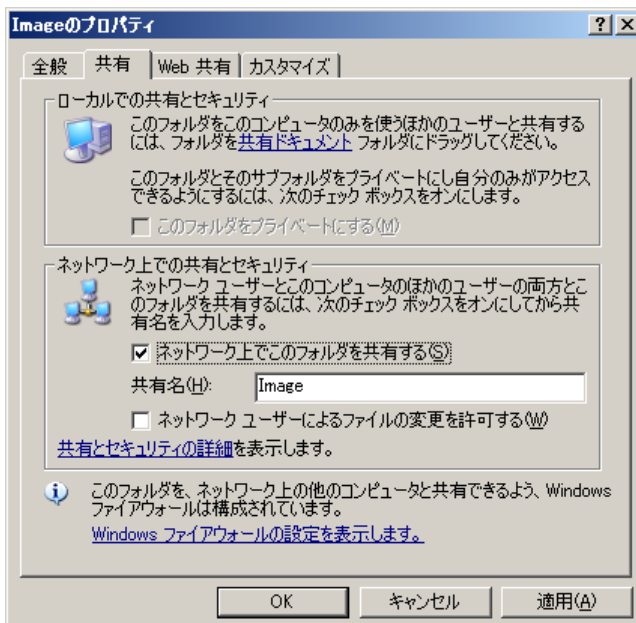 Imageのプロパティ
全般 共有 Web 共有 カスタマイズ
ローカルでの共有とセキュリティ
このフォルダをこのコンピュータのみを使うほかのユーザーと共有する
には、フォルダを共有ドキュメント フォルダにドラッグしてください。
このフォルダとそのサブフォルダをプライベートにし自分のみがアクセス
できるようにするには、次のチェック ボックスをオンにします。
このフォルダをプライベートにする(M)
ネットワーク上での共有とセキュリティ
ネットワーク ユーザーとこのコンピュータのほかのユーザーの両方とこ
のフォルダを共有するには、次のチェック ボックスをオンにしてから共
有名を入力します。
ネットワーク上でこのフォルダを共有する(S)
共有名(H): Image
ネットワーク ユーザーによるファイルの変更を許可する(W)
共有とセキュリティの詳細を表示します。
このフォルダを、ネットワーク上の他のコンピュータと共有できるよう、Windows
ファイアウォールは構成されています。
Windows ファイアウォールの設定を表示します。
OK キャンセル 適用(A)